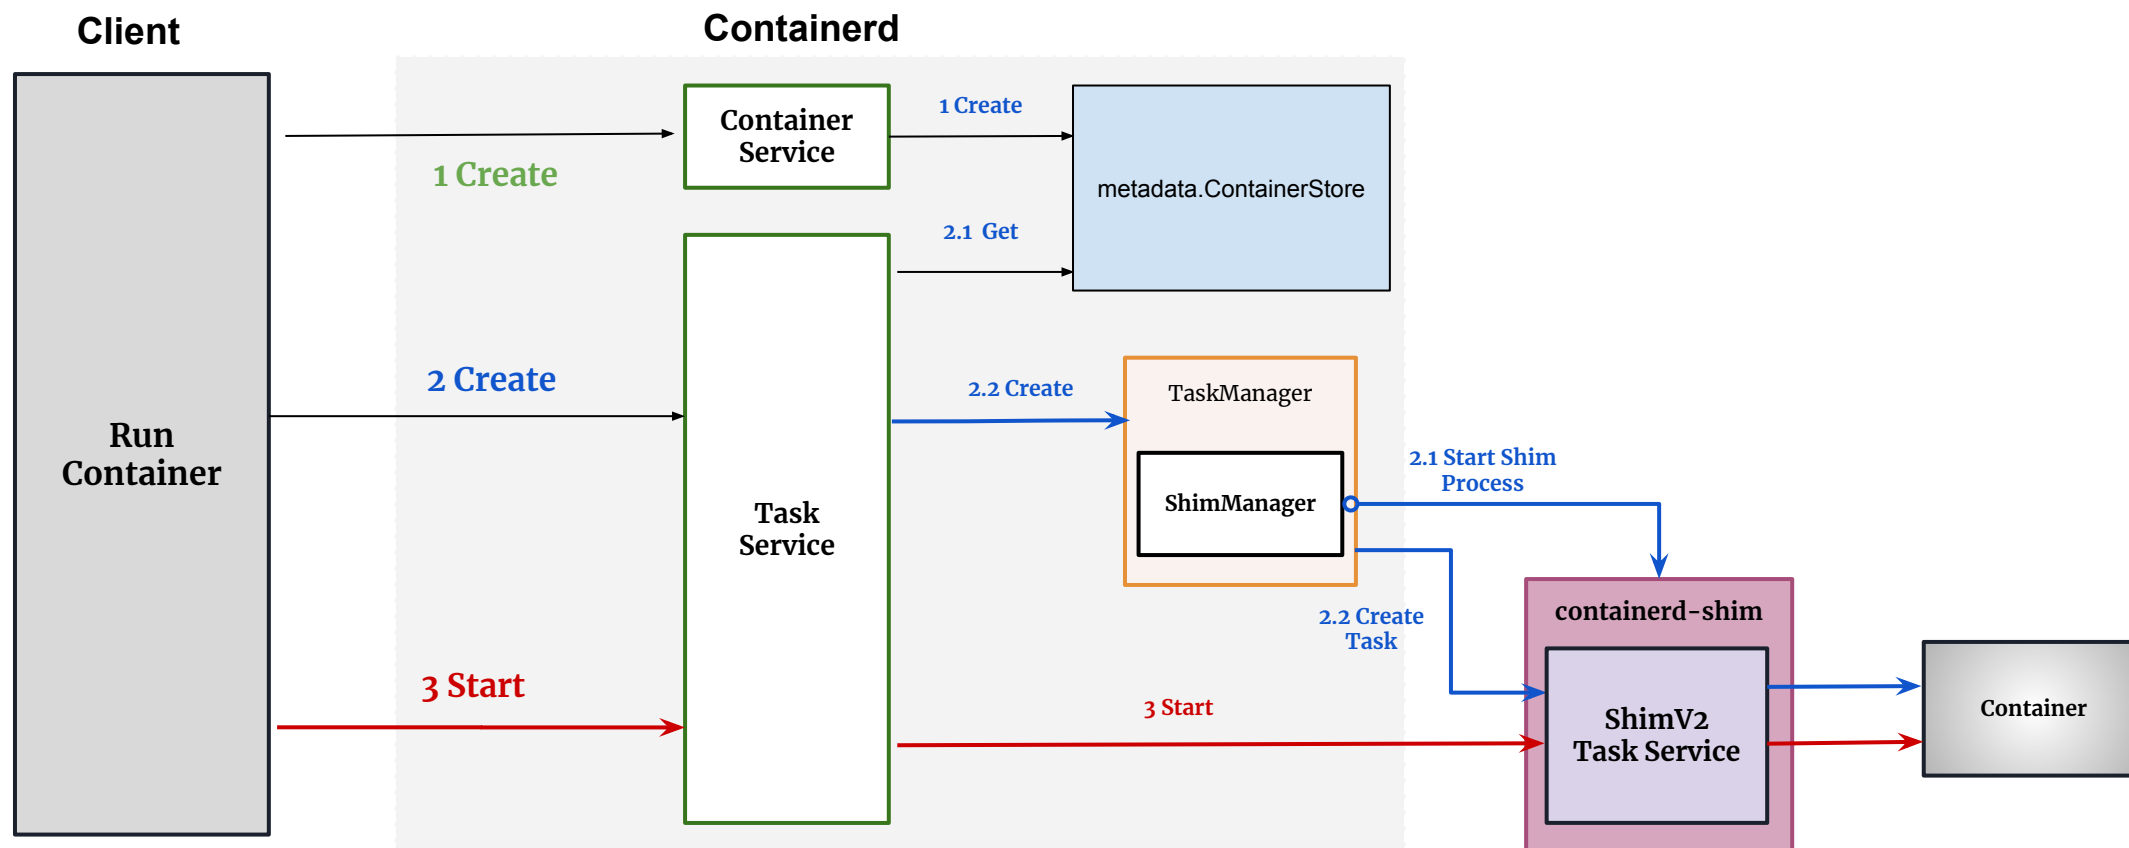 Client
Containerd
Run
Container
1 Create
Container
Service
1 Create
metadata.ContainerStore
2.1 Get
2 Create
Task
Service
2.2 Create
TaskManager
ShimManager
2.1 Start Shim
Process
2.2 Create
Task
containerd-shim
ShimV2
Task Service
Container
3 Start
3 Start